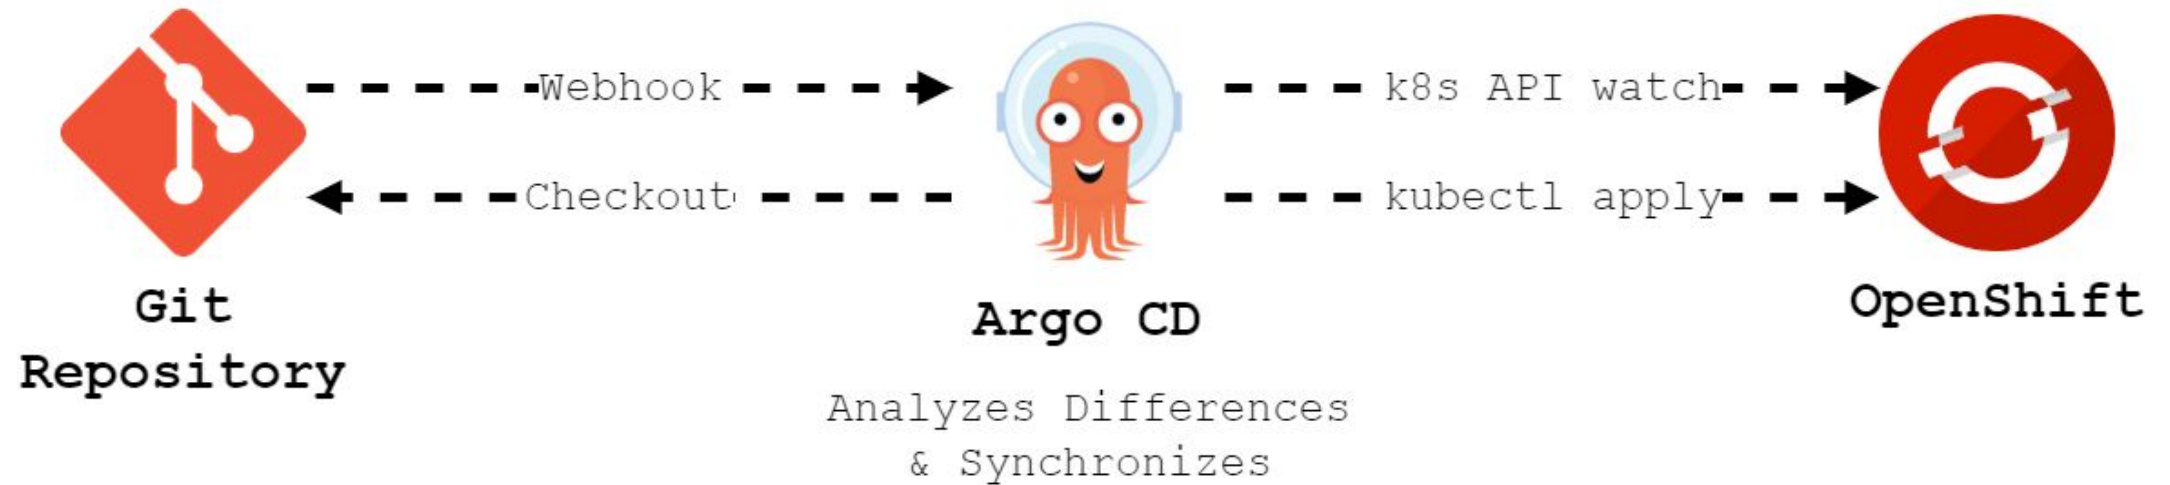 Webhook
k8s API watch
Checkout
kubectl apply
Git
Repository
Argo CD
OpenShift
Analyzes Differences
& Synchronizes